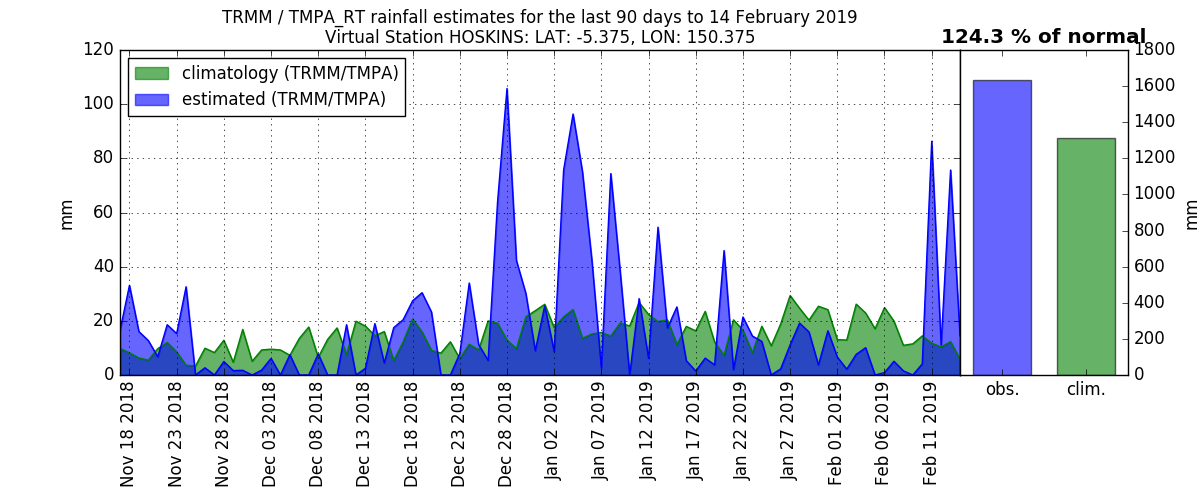 TRMM / TMPA_RT rainfall estimates for the last 90 days to 14 February 2019
Virtual Station HOSKINS: LAT: -5.375, LON: 150.375
124.3 % of normal
climatology (TRMM/TMPA)
estimated (TRMM/TMPA)
mm
120
100
80
60
40
20
0
1800
1600
1400
1200
1000
800
600
400
200
0
mm
obs.
clim.
Nov 18 2018
Nov 23 2018
Nov 28 2018
Dec 03 2018
Dec 08 2018
Dec 13 2018
Dec 18 2018
Dec 23 2018
Dec 28 2018
Jan 02 2019
Jan 07 2019
Jan 12 2019
Jan 17 2019
Jan 22 2019
Jan 27 2019
Feb 01 2019
Feb 06 2019
Feb 11 2019